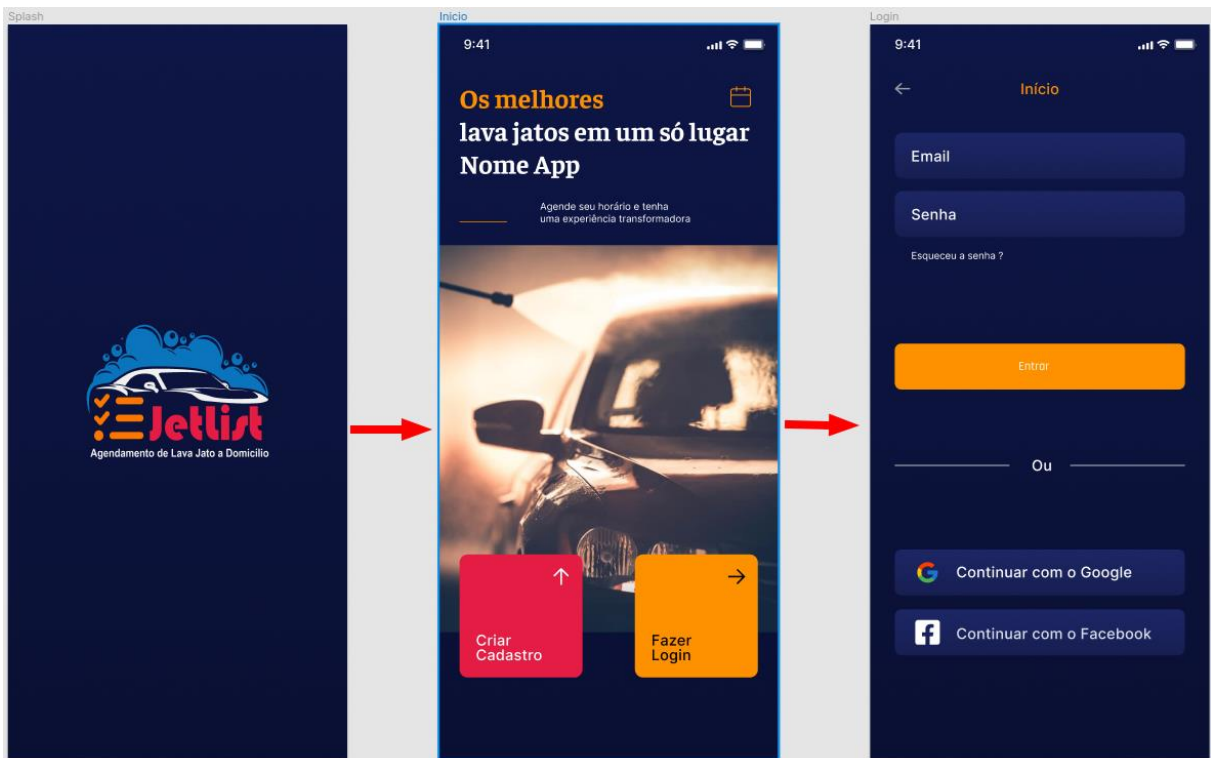 Splash
Jetlist
Agendamento de Lava Jato a Domicilio
Inicio
9:41
Os melhores
lava jatos em um só lugar
Nome App
Agende seu horário e tenha
uma experiência transformadora
Criar
Cadastro
Fazer
Login
Login
9:41
Início
Email
Senha
Esqueceu a senha ?
Entrar
Ou
Continuar com o Google
Continuar com o Facebook